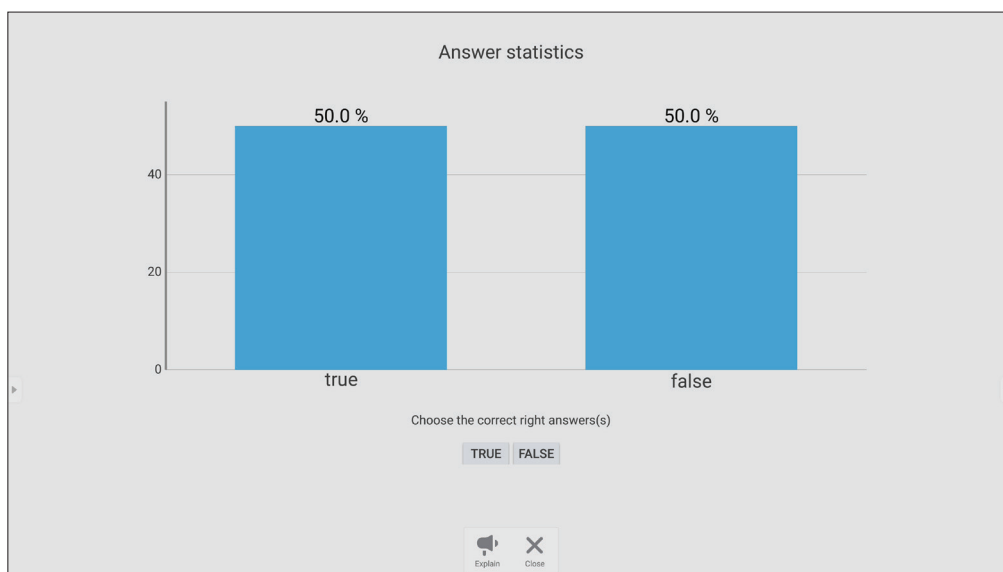 Answer statistics
50.0 % 50.0 %
40
20
0
true false
Choose the correct right answers(s)
TRUE FALSE
Explain Close